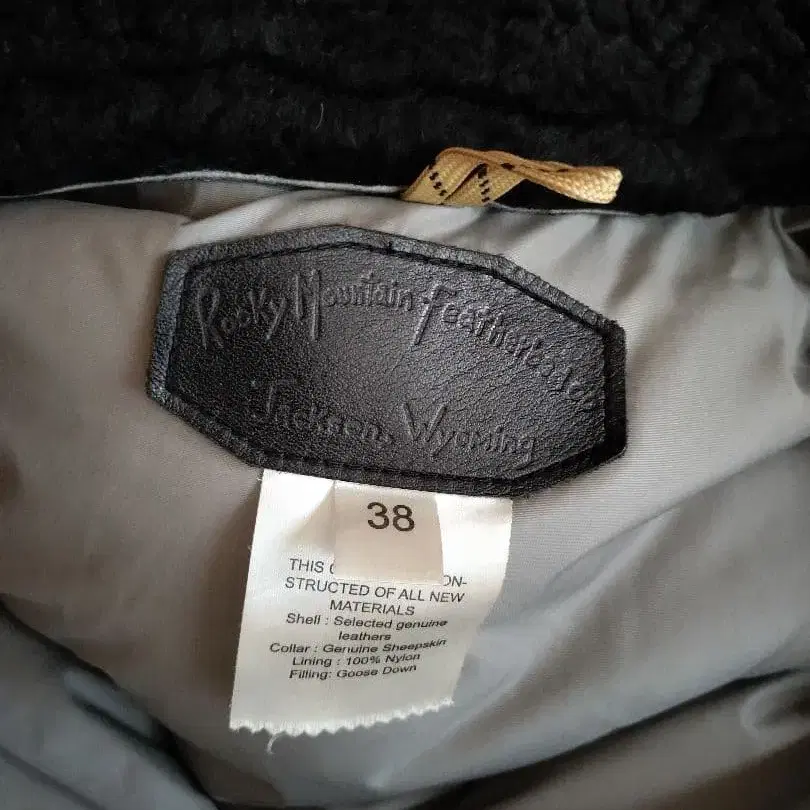 Rocky Mountain Featherbed Co
Jackson, Wyoming
38
THIS
ON-
STRUCTED OF ALL NEW
MATERIALS
Shell : Selected genuine
leathers
Collar : Genuine Sheepskin
Lining : 100% Nylon
Filling: Goose Down